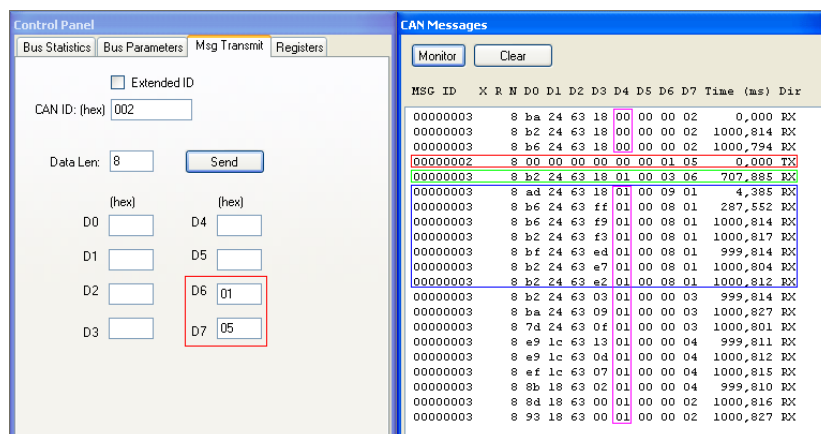 Control Panel
Bus Statistics Bus Parameters Msg Transmit Registers
Extended ID
CAN ID: (hex) 002
Data Len: 8 Send
(hex) (hex)
D0 D4
D1 D5
D2 D6 01
D3 D7 05
CAN Messages
Monitor Clear
MSG ID X R N D0 D1 D2 D3 D4 D5 D6 D7 Time (ms) Dir
00000003 8 ba 24 63 18 00 00 00 02 0,000 RX
00000003 8 b2 24 63 18 00 00 00 02 1000,814 RX
00000003 8 b6 24 63 18 00 00 00 02 1000,794 RX
00000002 8 00 00 00 00 00 00 01 05 0,000 TX
00000003 8 b2 24 63 18 01 00 03 06 707,885 RX
00000003 8 ad 24 63 18 01 00 09 01 4,385 RX
00000003 8 b6 24 63 ff 01 00 08 01 287,552 RX
00000003 8 b6 24 63 f9 01 00 08 01 1000,814 RX
00000003 8 b2 24 63 f3 01 00 08 01 1000,817 RX
00000003 8 bf 24 63 ed 01 00 08 01 999,814 RX
00000003 8 b2 24 63 e7 01 00 08 01 1000,804 RX
00000003 8 b2 24 63 e2 01 00 08 01 1000,812 RX
00000003 8 b2 24 63 03 01 00 00 03 999,814 RX
00000003 8 ba 24 63 09 01 00 00 03 1000,827 RX
00000003 8 7d 24 63 0f 01 00 00 03 1000,801 RX
00000003 8 e9 1c 63 13 01 00 00 04 999,811 RX
00000003 8 e9 1c 63 0d 01 00 00 04 1000,812 RX
00000003 8 ef 1c 63 07 01 00 00 04 1000,815 RX
00000003 8 8b 18 63 02 01 00 00 04 999,810 RX
00000003 8 8d 18 63 00 01 00 00 02 1000,816 RX
00000003 8 93 18 63 00 01 00 00 02 1000,827 RX